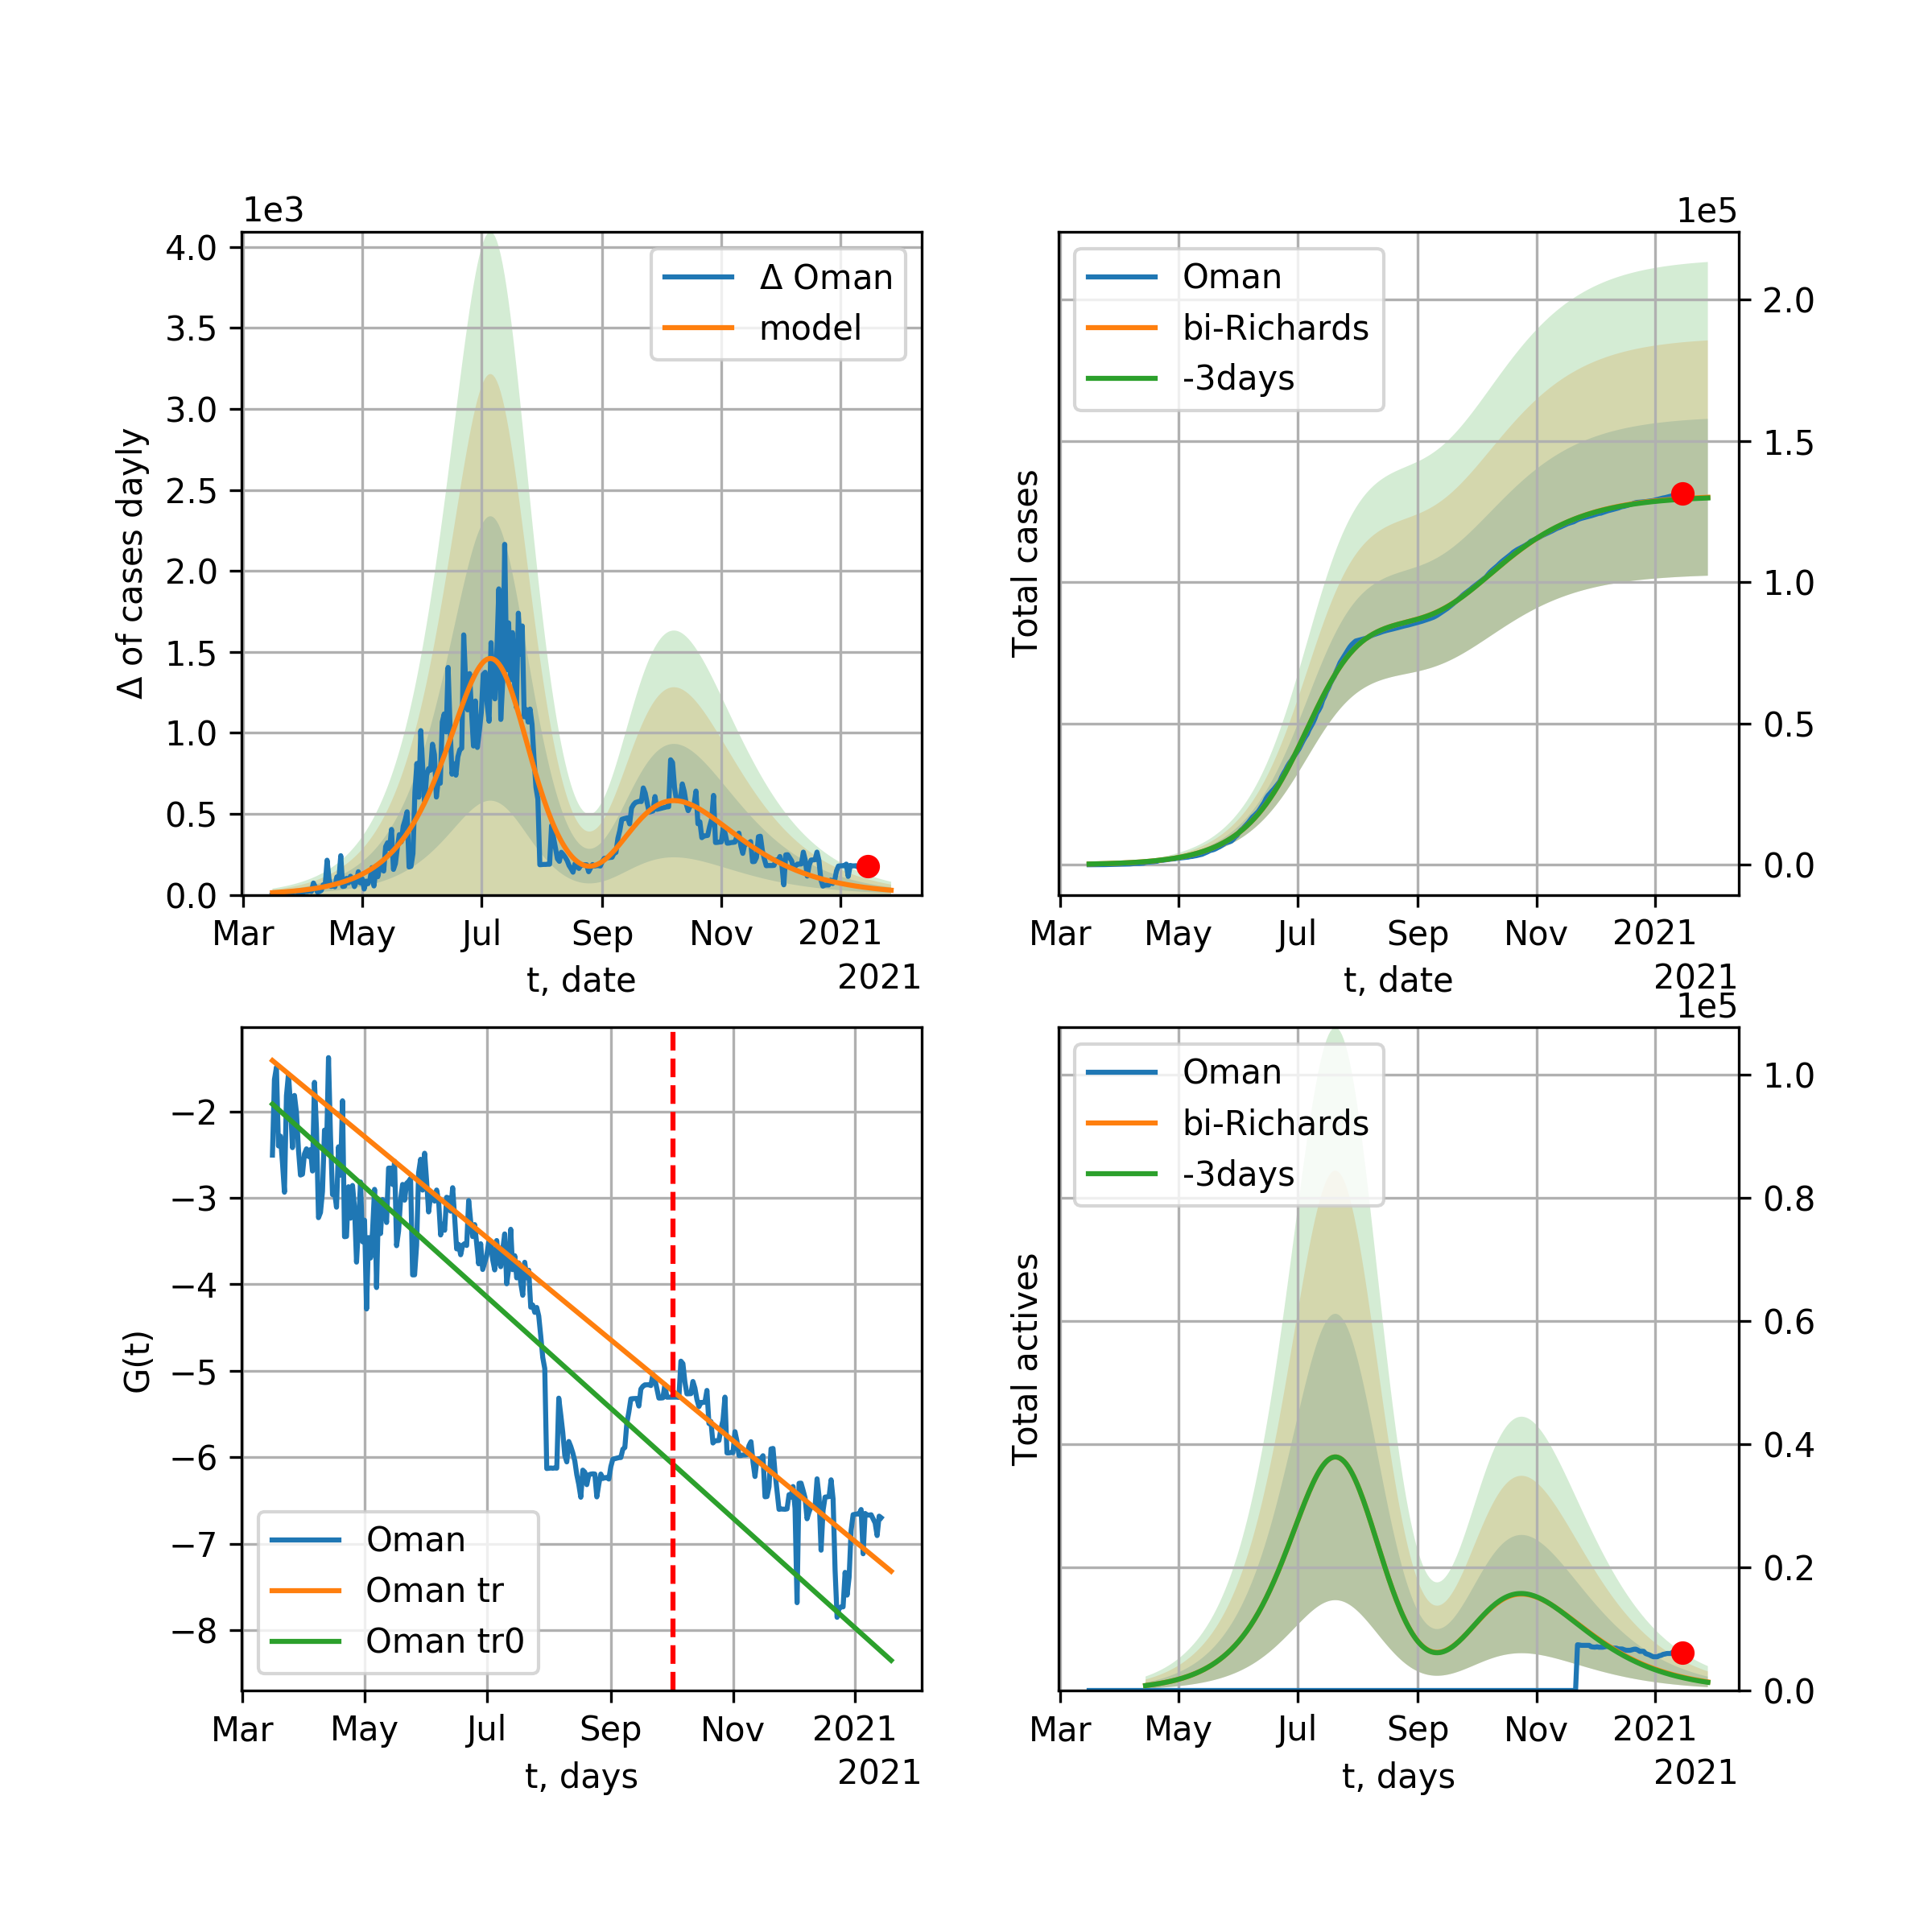 1e3
4.0
3.5
3.0
2.5
2.0
1.5
1.0
0.5
0.0
Δ of cases dayly
Δ Oman
model
Mar May Jul Sep Nov 2021
t, date
2021
1e5
Oman
bi-Richards
-3days
Total cases
2.0
1.5
1.0
0.5
0.0
Mar May Jul Sep Nov 2021
t, date
2021
−2
−3
−4
−5
−6
−7
−8
G(t)
Oman
Oman tr
Oman tr0
Mar May Jul Sep Nov 2021
t, days
2021
1e5
Oman
bi-Richards
-3days
Total actives
1.0
0.8
0.6
0.4
0.2
0.0
Mar May Jul Sep Nov 2021
t, days
2021